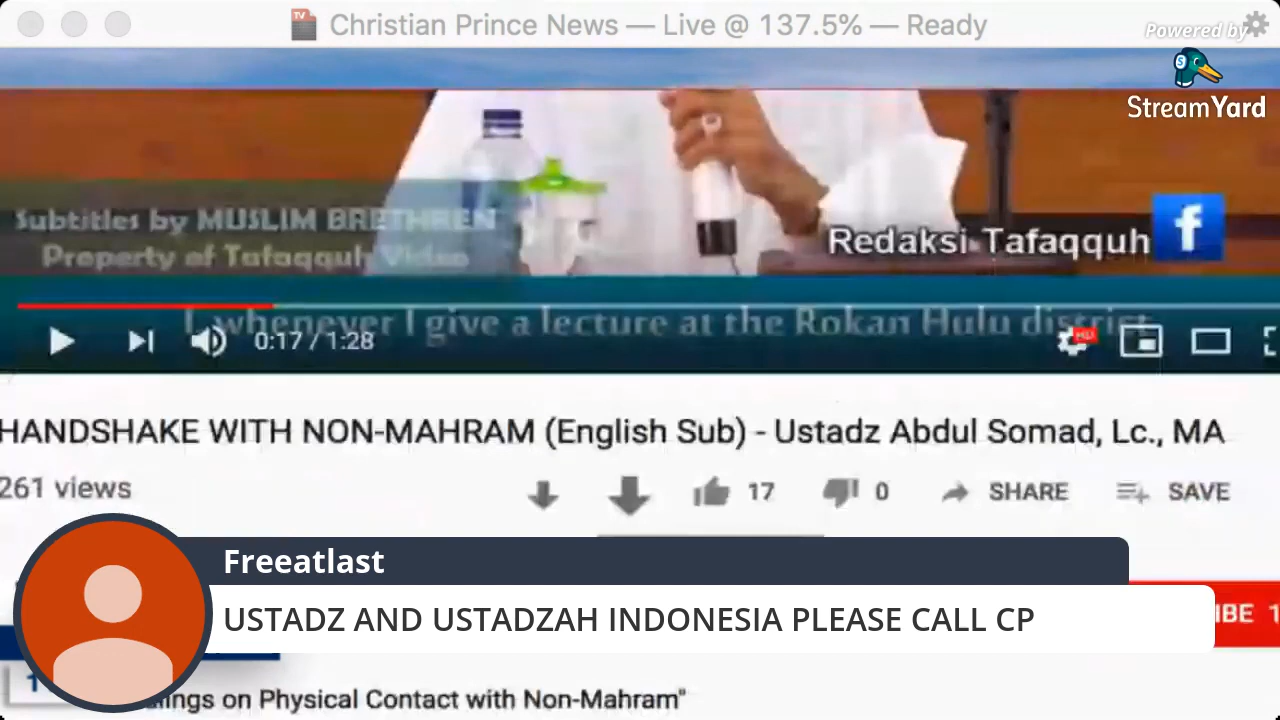 Christian Prince News — Live @ 137.5% — Ready
Powered by
StreamYard
Subtitles by MUSLIM BRETHREN
Property of Tafaqquh Video
Redaksi Tafaqquh
I, whenever I give a lecture at the Rokan Hulu district
0:17 / 1:28
HD
HANDSHAKE WITH NON-MAHRAM (English Sub) - Ustadz Abdul Somad, Lc., MA
261 views
17
0
SHARE
SAVE
Freeatlast
USTADZ AND USTADZAH INDONESIA PLEASE CALL CP
on Physical Contact with Non-Mahram"